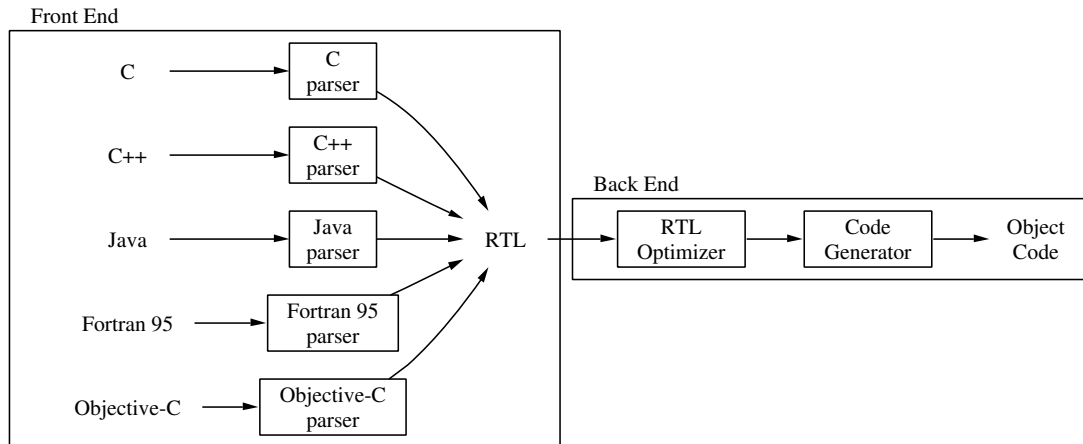 Front End
C
C
parser
C++
C++
parser
Java
Java
parser
Fortran 95
Fortran 95
parser
Objective-C
Objective-C
parser
RTL
Back End
RTL
Optimizer
Code
Generator
Object
Code